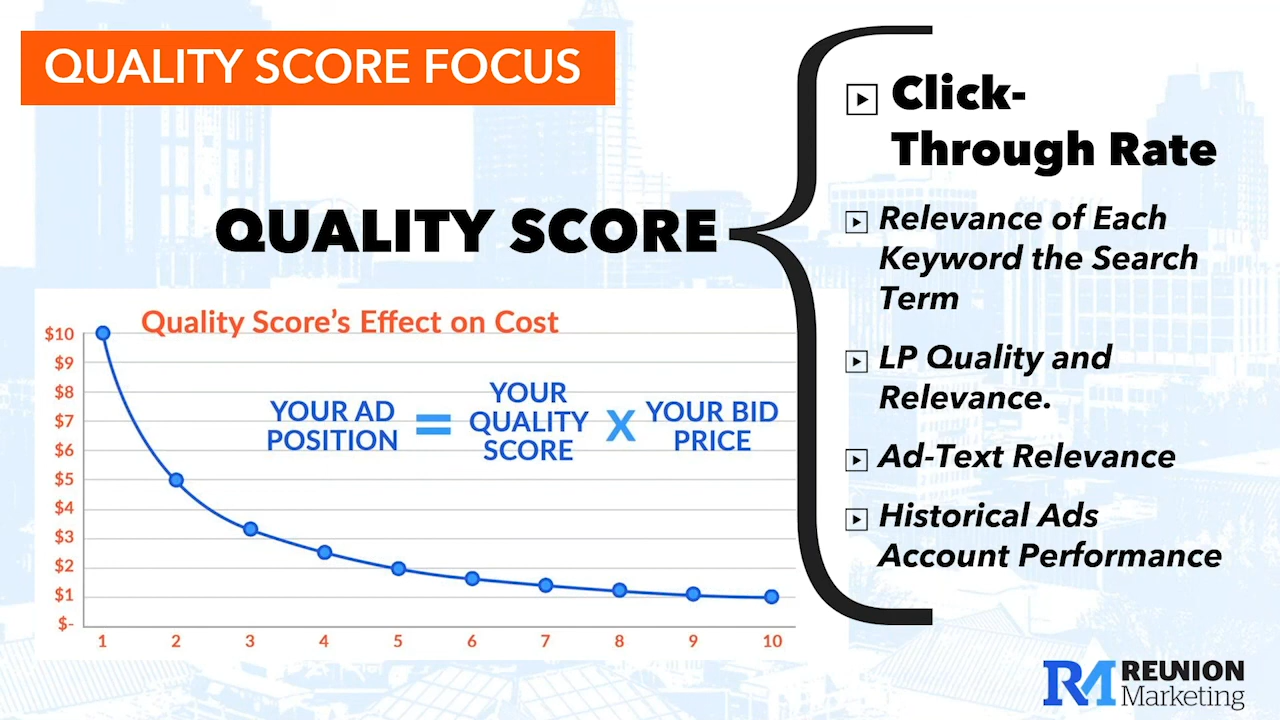 QUALITY SCORE FOCUS
QUALITY SCORE
Click-
Through Rate
Relevance of Each
Keyword the Search
Term
LP Quality and
Relevance.
Ad-Text Relevance
Historical Ads
Account Performance
Quality Score's Effect on Cost
$10
$9
$8
$7
$6
$5
$4
$3
$2
$1
$-
YOUR AD
POSITION
=
YOUR
QUALITY
SCORE
X
YOUR BID
PRICE
1 2 3 4 5 6 7 8 9 10
RM REUNION
Marketing